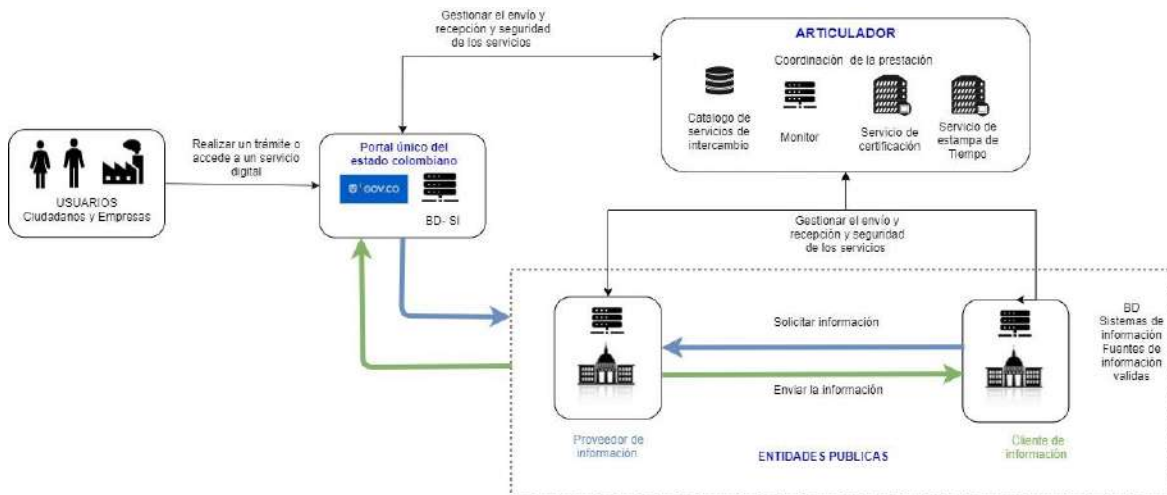 Gestionar el envío y
recepción y seguridad
de los servicios
ARTICULADOR
Coordinación de la prestación
Catalogo de
servicios de
intercambio
Monitor
Servicio de
certificación
Servicio de
estampa de
Tiempo
Realizar un trámite o
accede a un servicio
digital
USUARIOS
Ciudadanos y Empresas
Portal único del
estado colombiano
GOV.CO
BD- SI
Gestionar el envío y
recepción y seguridad
de los servicios
Solicitar información
Enviar la información
BD
Sistemas de
información
Fuentes de
información
validas
Proveedor de
información
ENTIDADES PUBLICAS
Cliente de
información